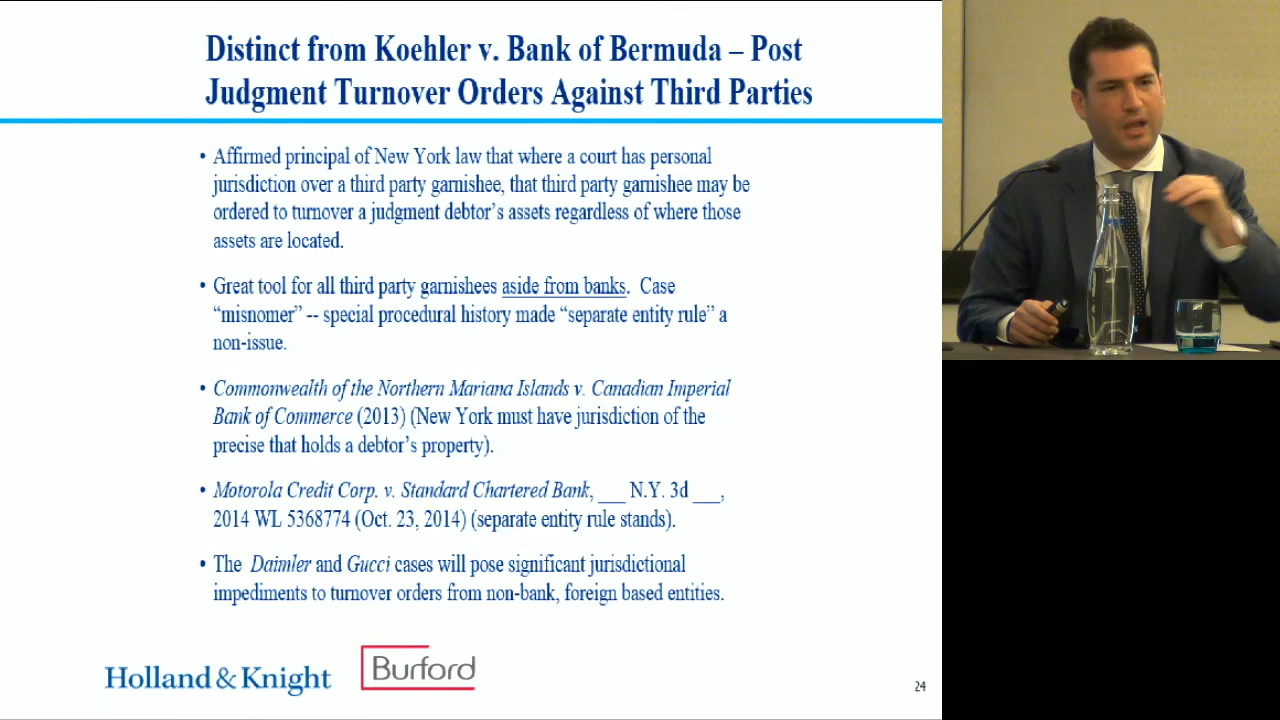 Distinct from Koehler v. Bank of Bermuda – Post
Judgment Turnover Orders Against Third Parties
• Affirmed principal of New York law that where a court has personal
jurisdiction over a third party garnishee, that third party garnishee may be
ordered to turnover a judgment debtor’s assets regardless of where those
assets are located.
• Great tool for all third party garnishees aside from banks. Case
“misnomer” -- special procedural history made “separate entity rule” a
non-issue.
• Commonwealth of the Northern Mariana Islands v. Canadian Imperial
Bank of Commerce (2013) (New York must have jurisdiction of the
precise that holds a debtor’s property).
• Motorola Credit Corp. v. Standard Chartered Bank, ___ N.Y. 3d ___,
2014 WL 5368774 (Oct. 23, 2014) (separate entity rule stands).
• The Daimler and Gucci cases will pose significant jurisdictional
impediments to turnover orders from non-bank, foreign based entities.
Holland & Knight
Burford
24